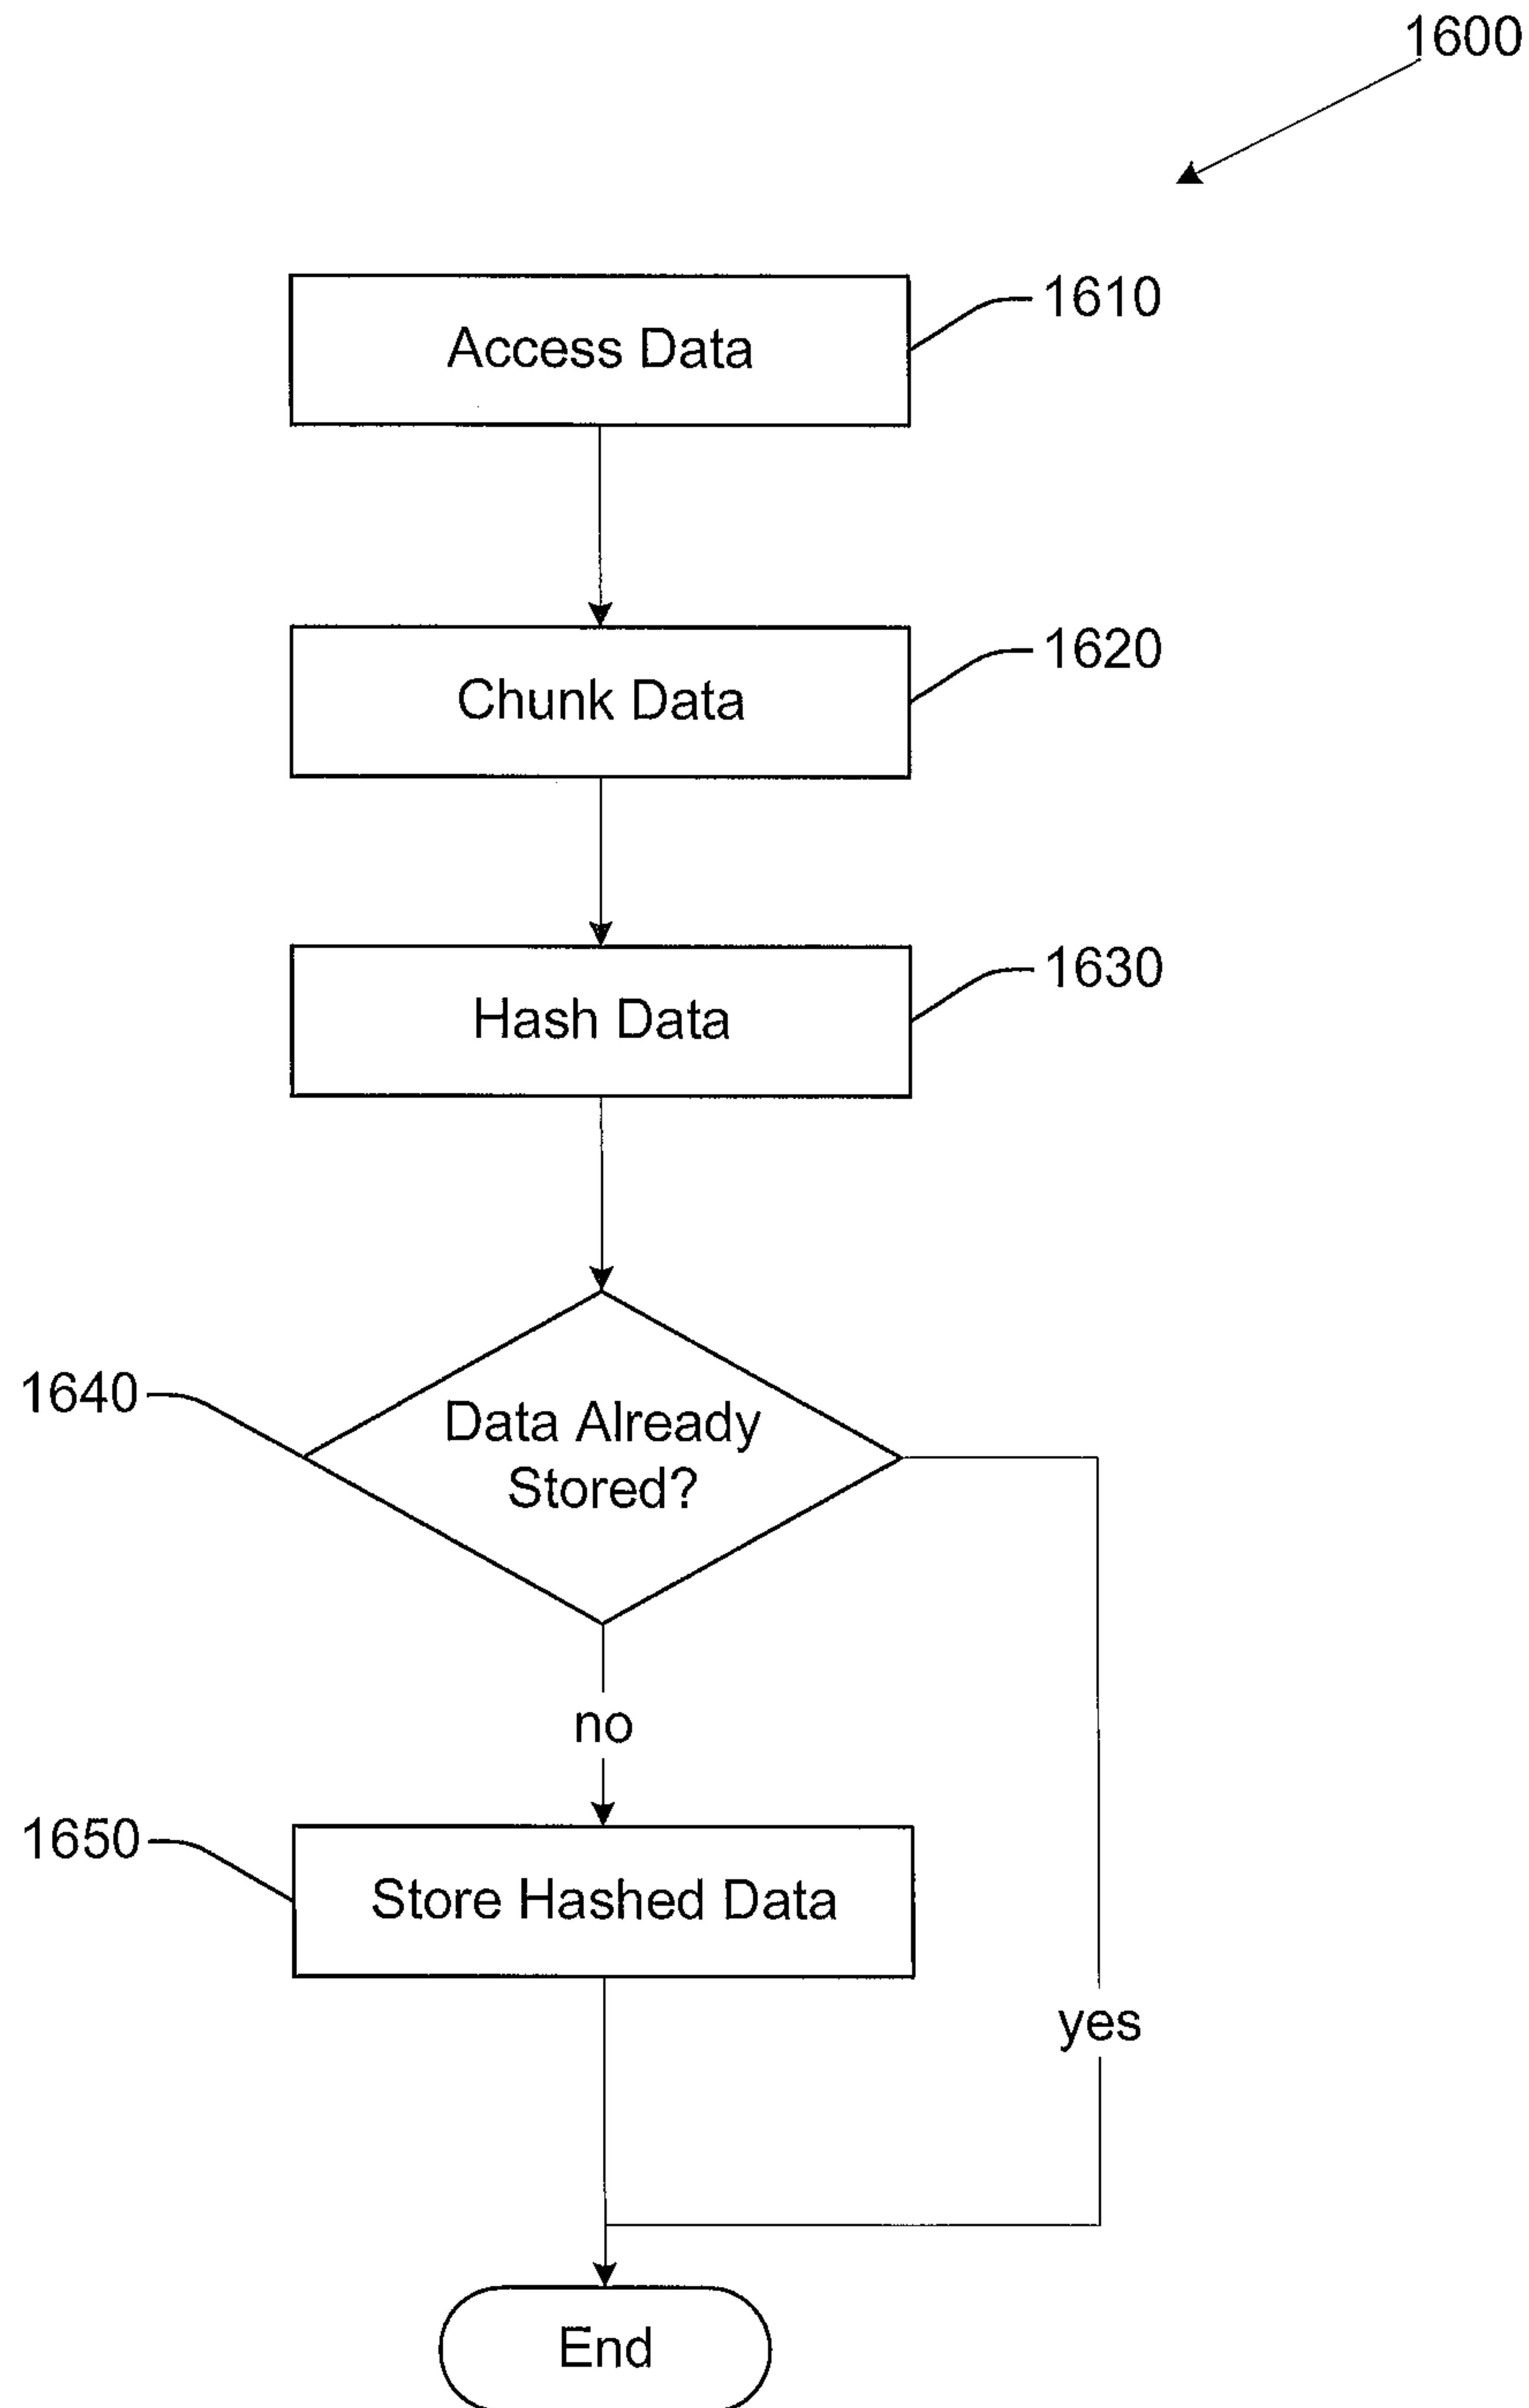 1600
Access Data
1610
Chunk Data
1620
Hash Data
1630
1640
Data Already
Stored?
no
1650
Store Hashed Data
yes
End